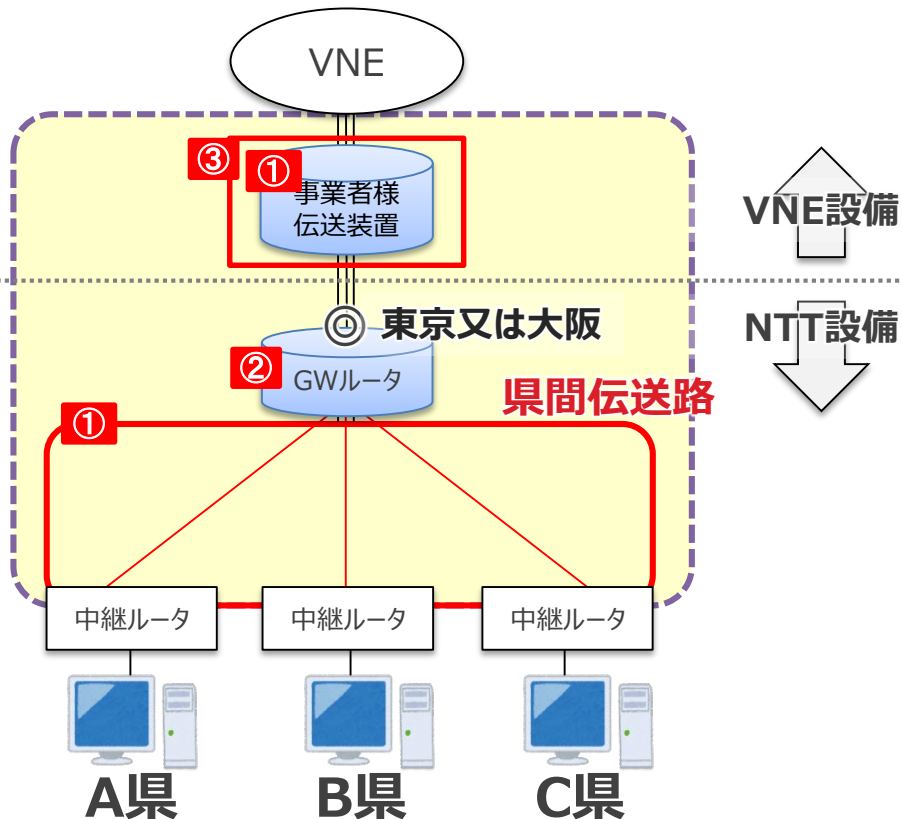 VNE
③
①
事業者様
伝送装置
VNE設備
◎ 東京又は大阪
NTT設備
②
GWルータ
県間伝送路
①
中継ルータ
中継ルータ
中継ルータ
A県
B県
C県